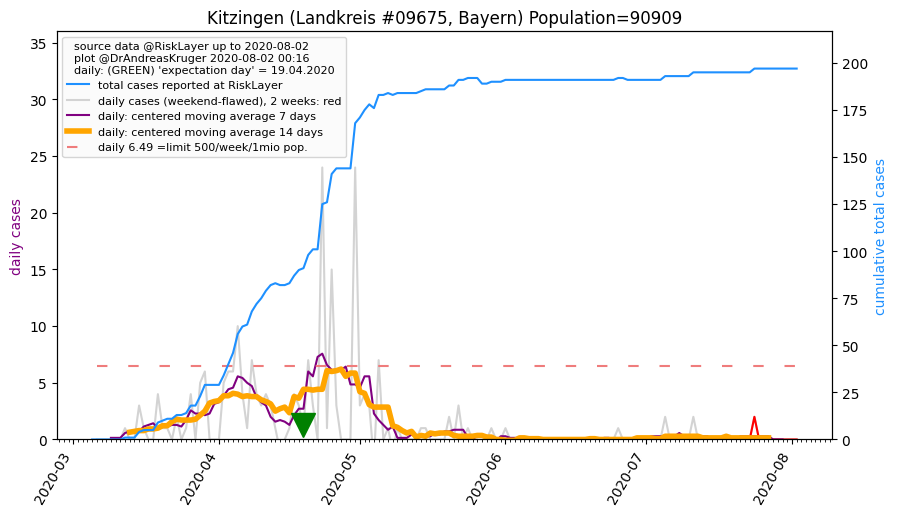 Kitzingen (Landkreis #09675, Bayern) Population=90909
source data @RiskLayer up to 2020-08-02
plot @DrAndreasKruger 2020-08-02 00:16
daily: (GREEN) 'expectation day' = 19.04.2020
total cases reported at RiskLayer
daily cases (weekend-flawed), 2 weeks: red
daily: centered moving average 7 days
daily: centered moving average 14 days
daily 6.49 =limit 500/week/1mio pop.
daily cases
35
30
25
20
15
10
5
0
cumulative total cases
200
175
150
125
100
75
50
25
0
2020-03
2020-04
2020-05
2020-06
2020-07
2020-08